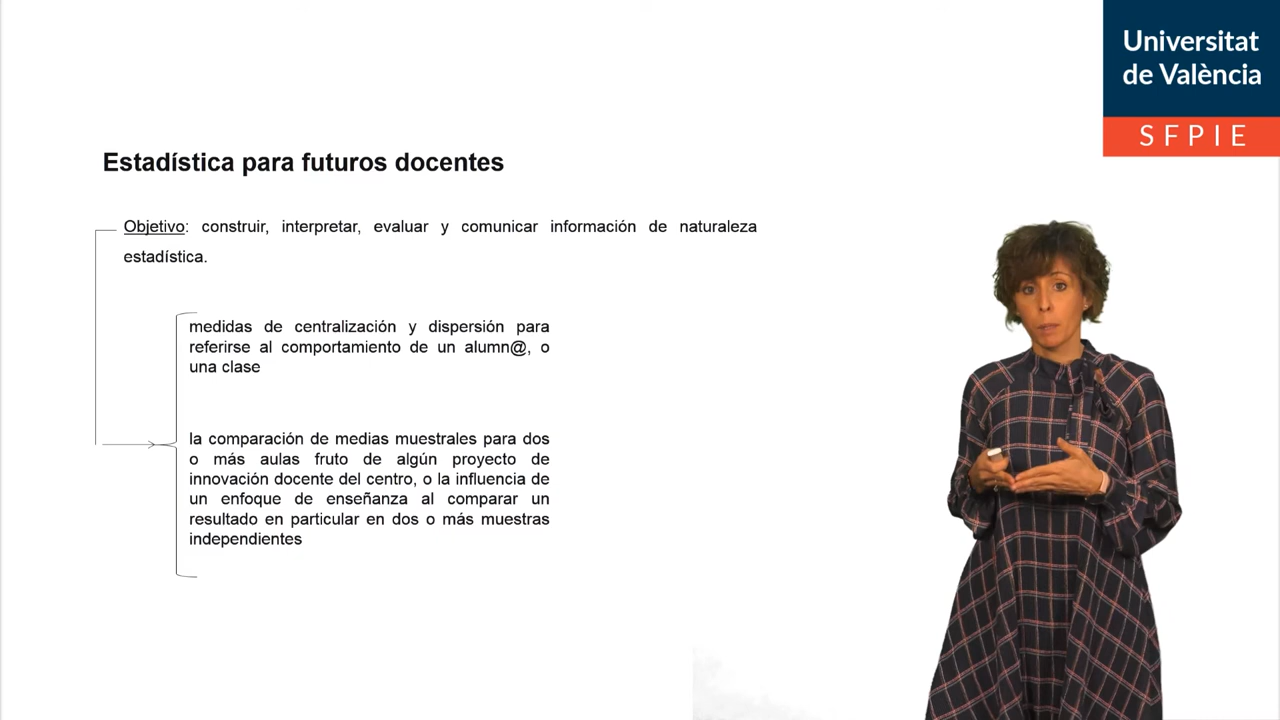 Universitat
de València
SFPIE
Estadística para futuros docentes
Objetivo: construir, interpretar, evaluar y comunicar información de naturaleza
estadística.
medidas de centralización y dispersión para
referirse al comportamiento de un alumn@, o
una clase
la comparación de medias muestrales para dos
o más aulas fruto de algún proyecto de
innovación docente del centro, o la influencia de
un enfoque de enseñanza al comparar un
resultado en particular en dos o más muestras
independientes